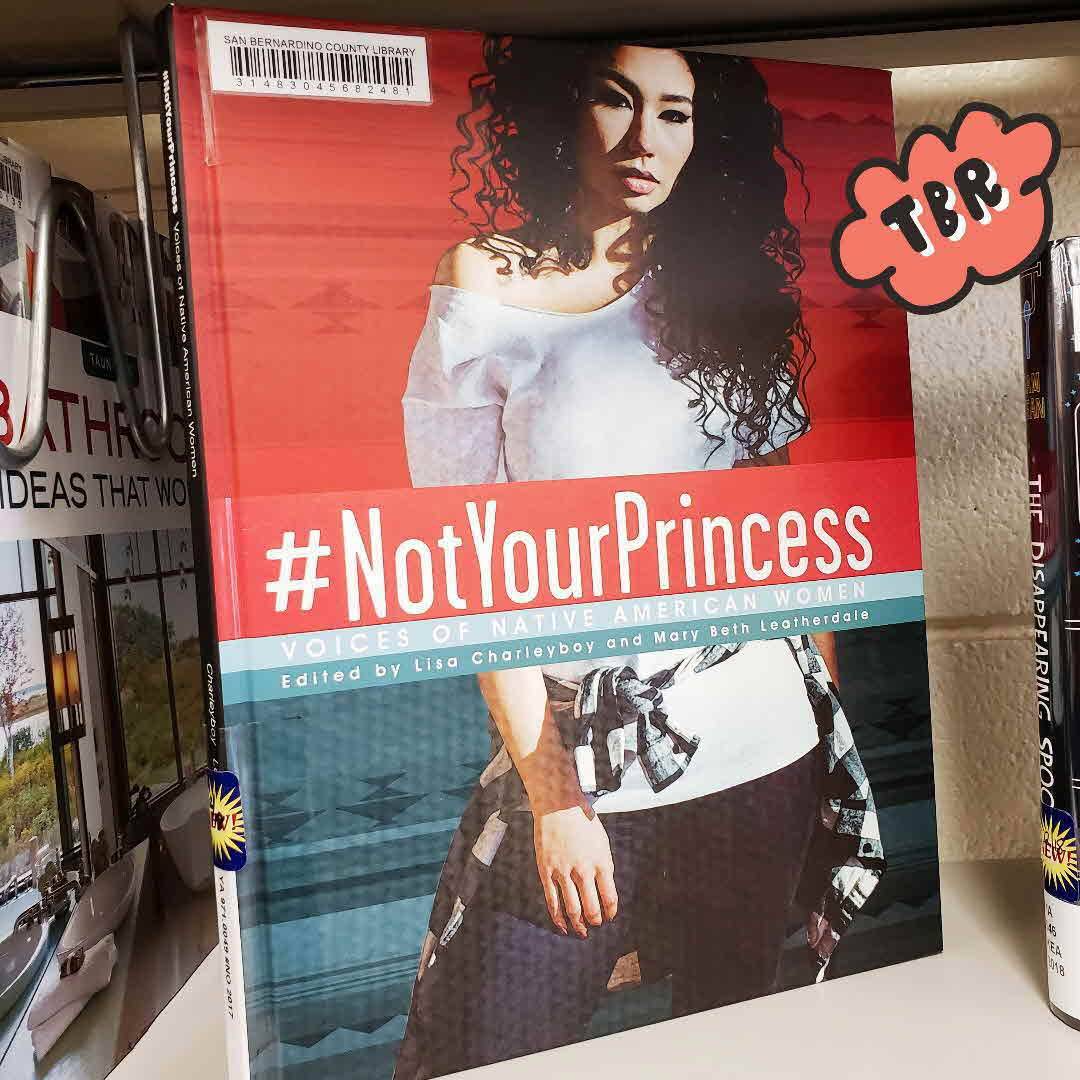 SAN BERNARDINO COUNTY LIBRARY
31483045682481
TBR
#NotYourPrincess
VOICES OF NATIVE AMERICAN WOMEN
Edited by Lisa Charleyboy and Mary Beth Leatherdale
#NotYourPrincess Voices of Native American Women
Charleyboy
YA 971.0049 #NO 2017
IDEAS THAT WO
THE DISAPPEARING SPOO
NEW!
2018